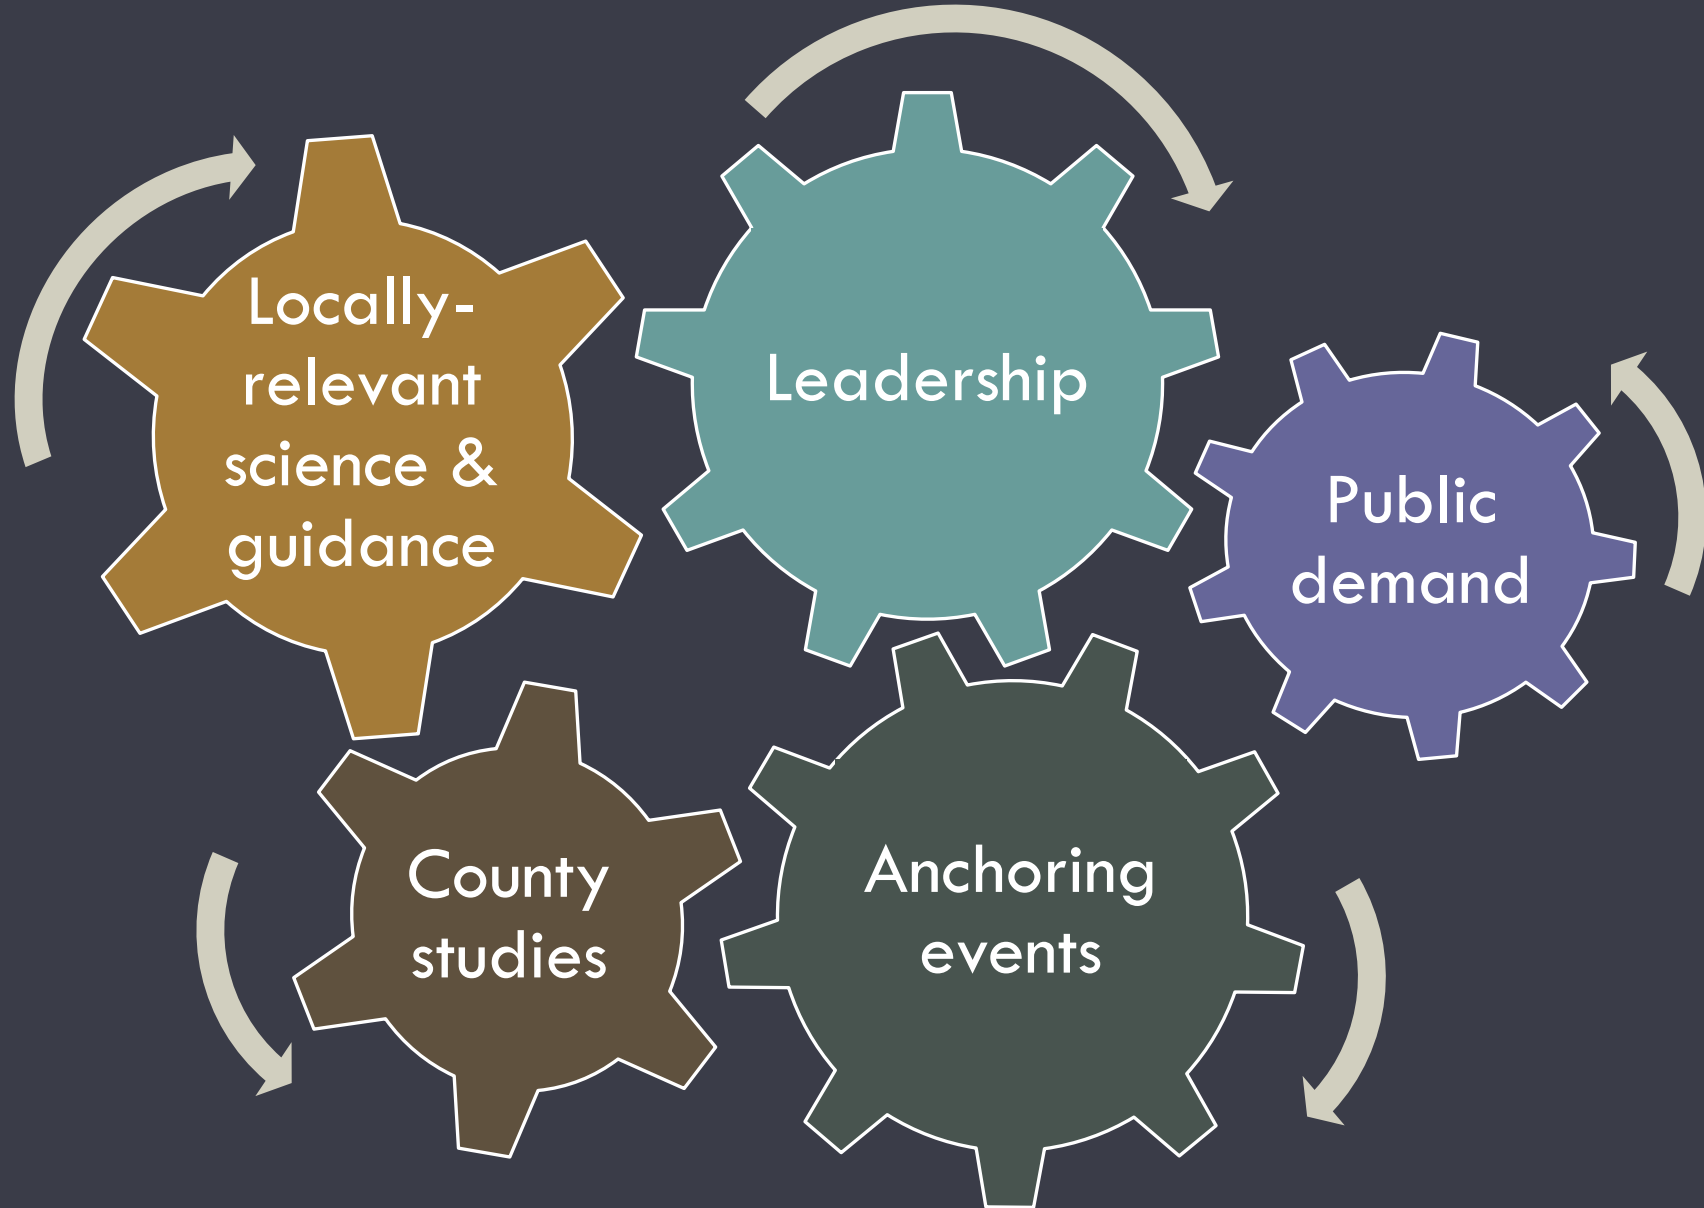 Locally-
relevant
science &
guidance
Leadership
Public
demand
County
studies
Anchoring
events